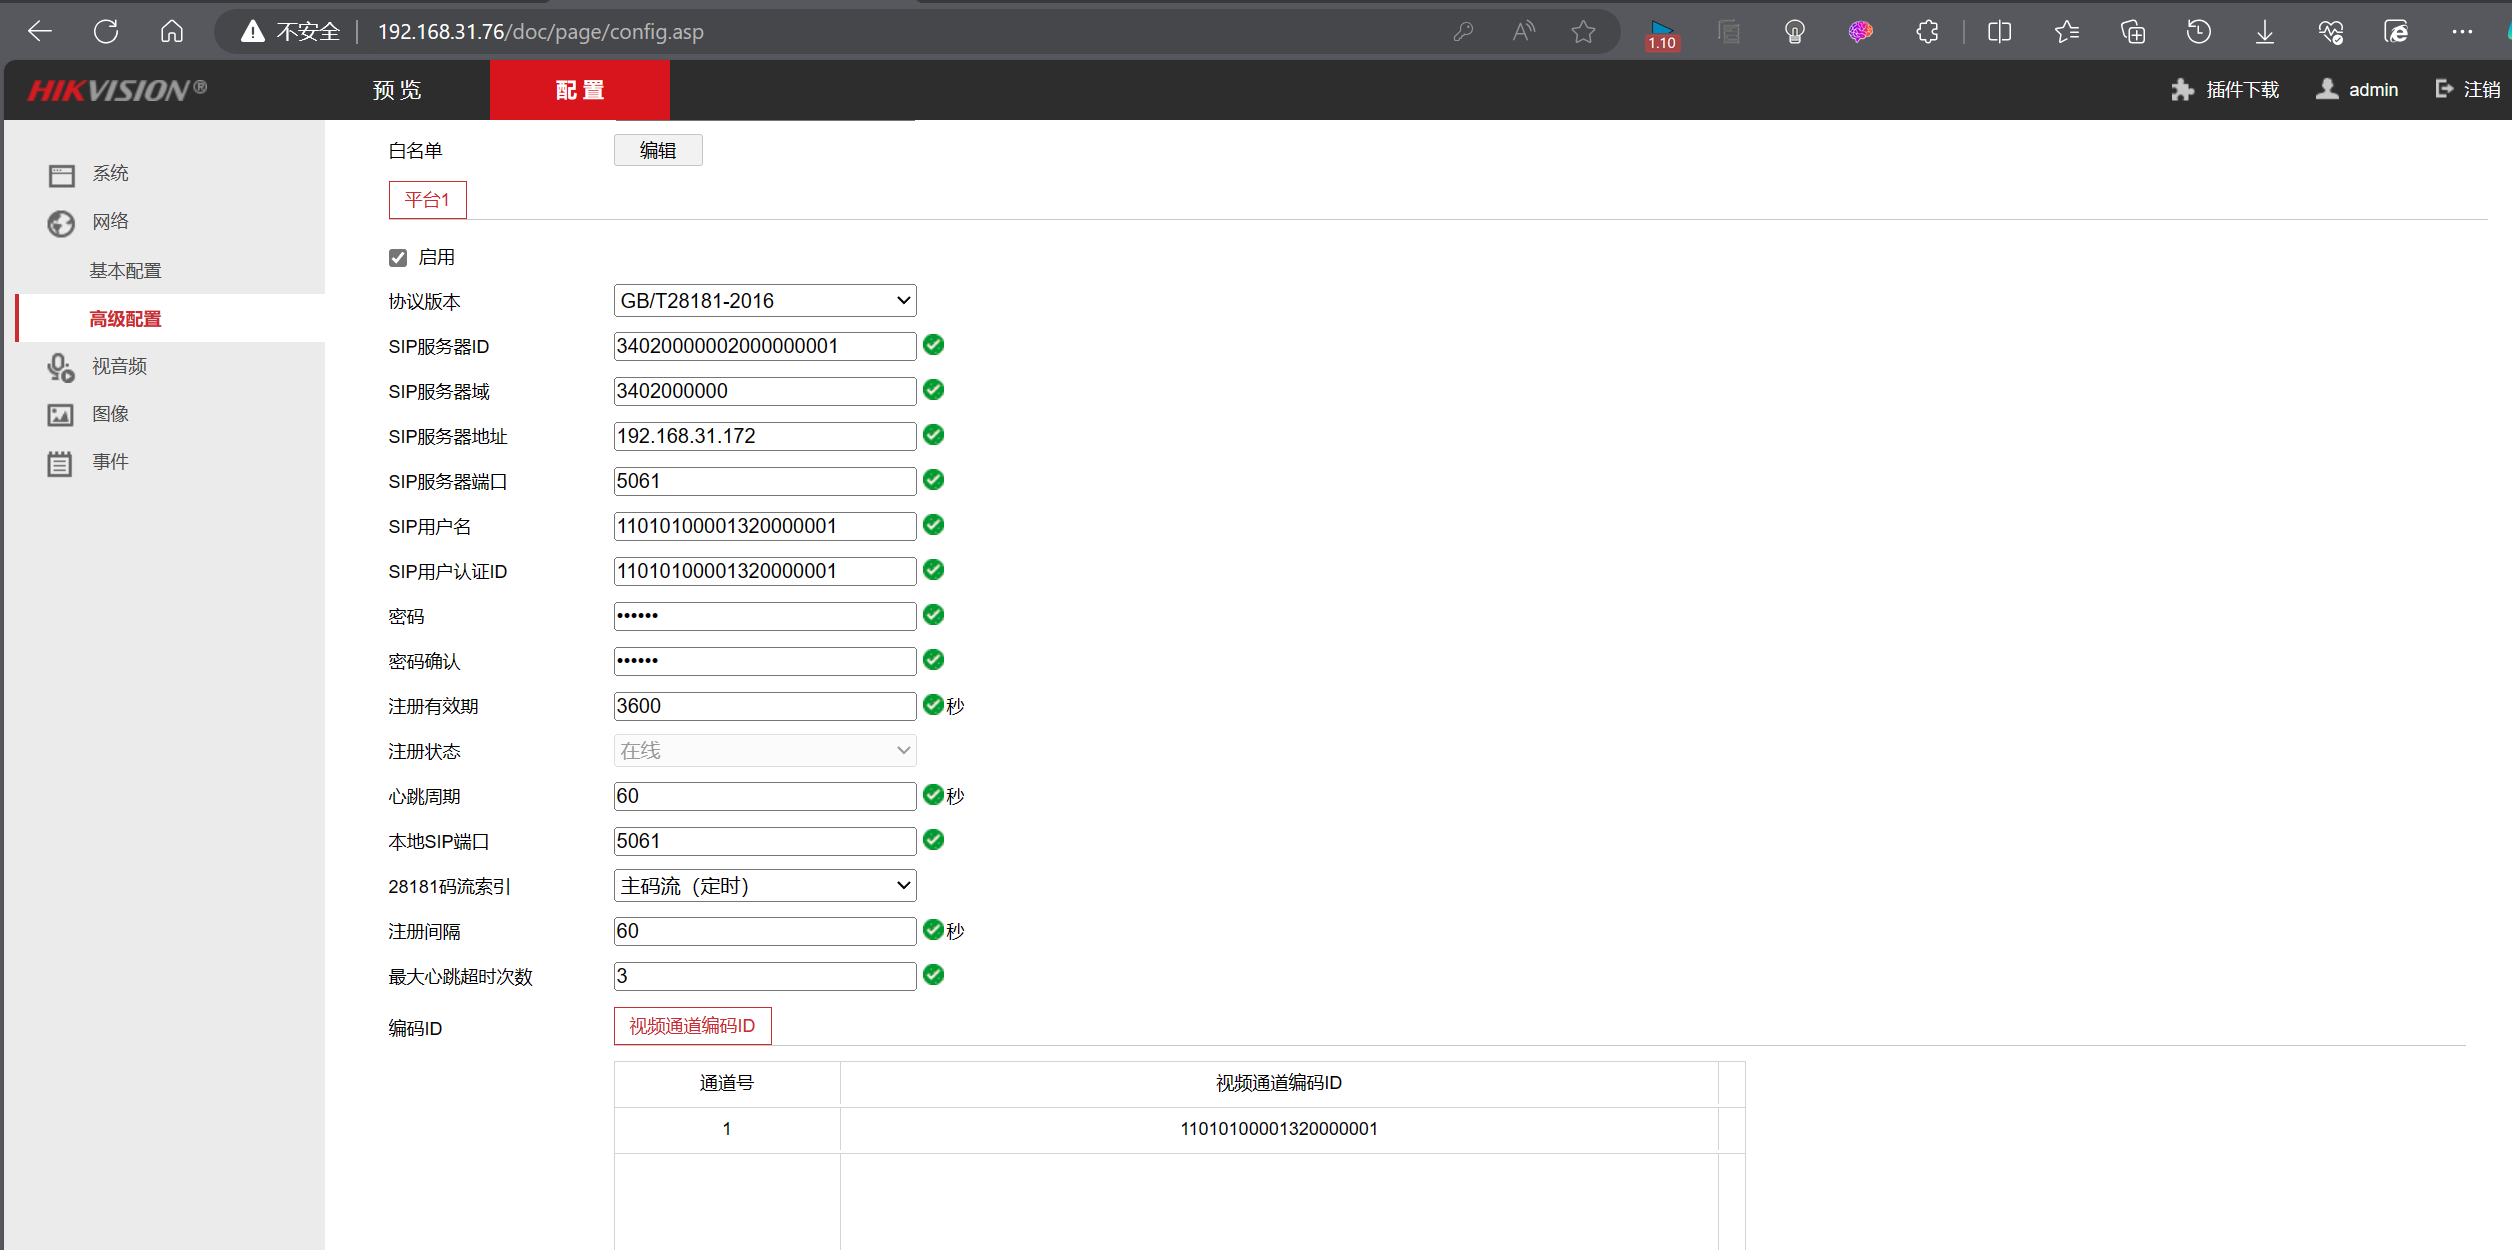 不安全 192.168.31.76/doc/page/config.asp
1.10
HIKVISION®
预览
配置
插件下载
admin
注销
系统
网络
基本配置
高级配置
视音频
图像
事件
白名单 编辑
平台1
启用
协议版本 GB/T28181-2016
SIP服务器ID 34020000002000000001
SIP服务器域 3402000000
SIP服务器地址 192.168.31.172
SIP服务器端口 5061
SIP用户名 11010100001320000001
SIP用户认证ID 11010100001320000001
密码 ••••••
密码确认 ••••••
注册有效期 3600 秒
注册状态 在线
心跳周期 60 秒
本地SIP端口 5061
28181码流索引 主码流（定时）
注册间隔 60 秒
最大心跳超时次数 3
编码ID 视频通道编码ID
通道号 视频通道编码ID
1 11010100001320000001